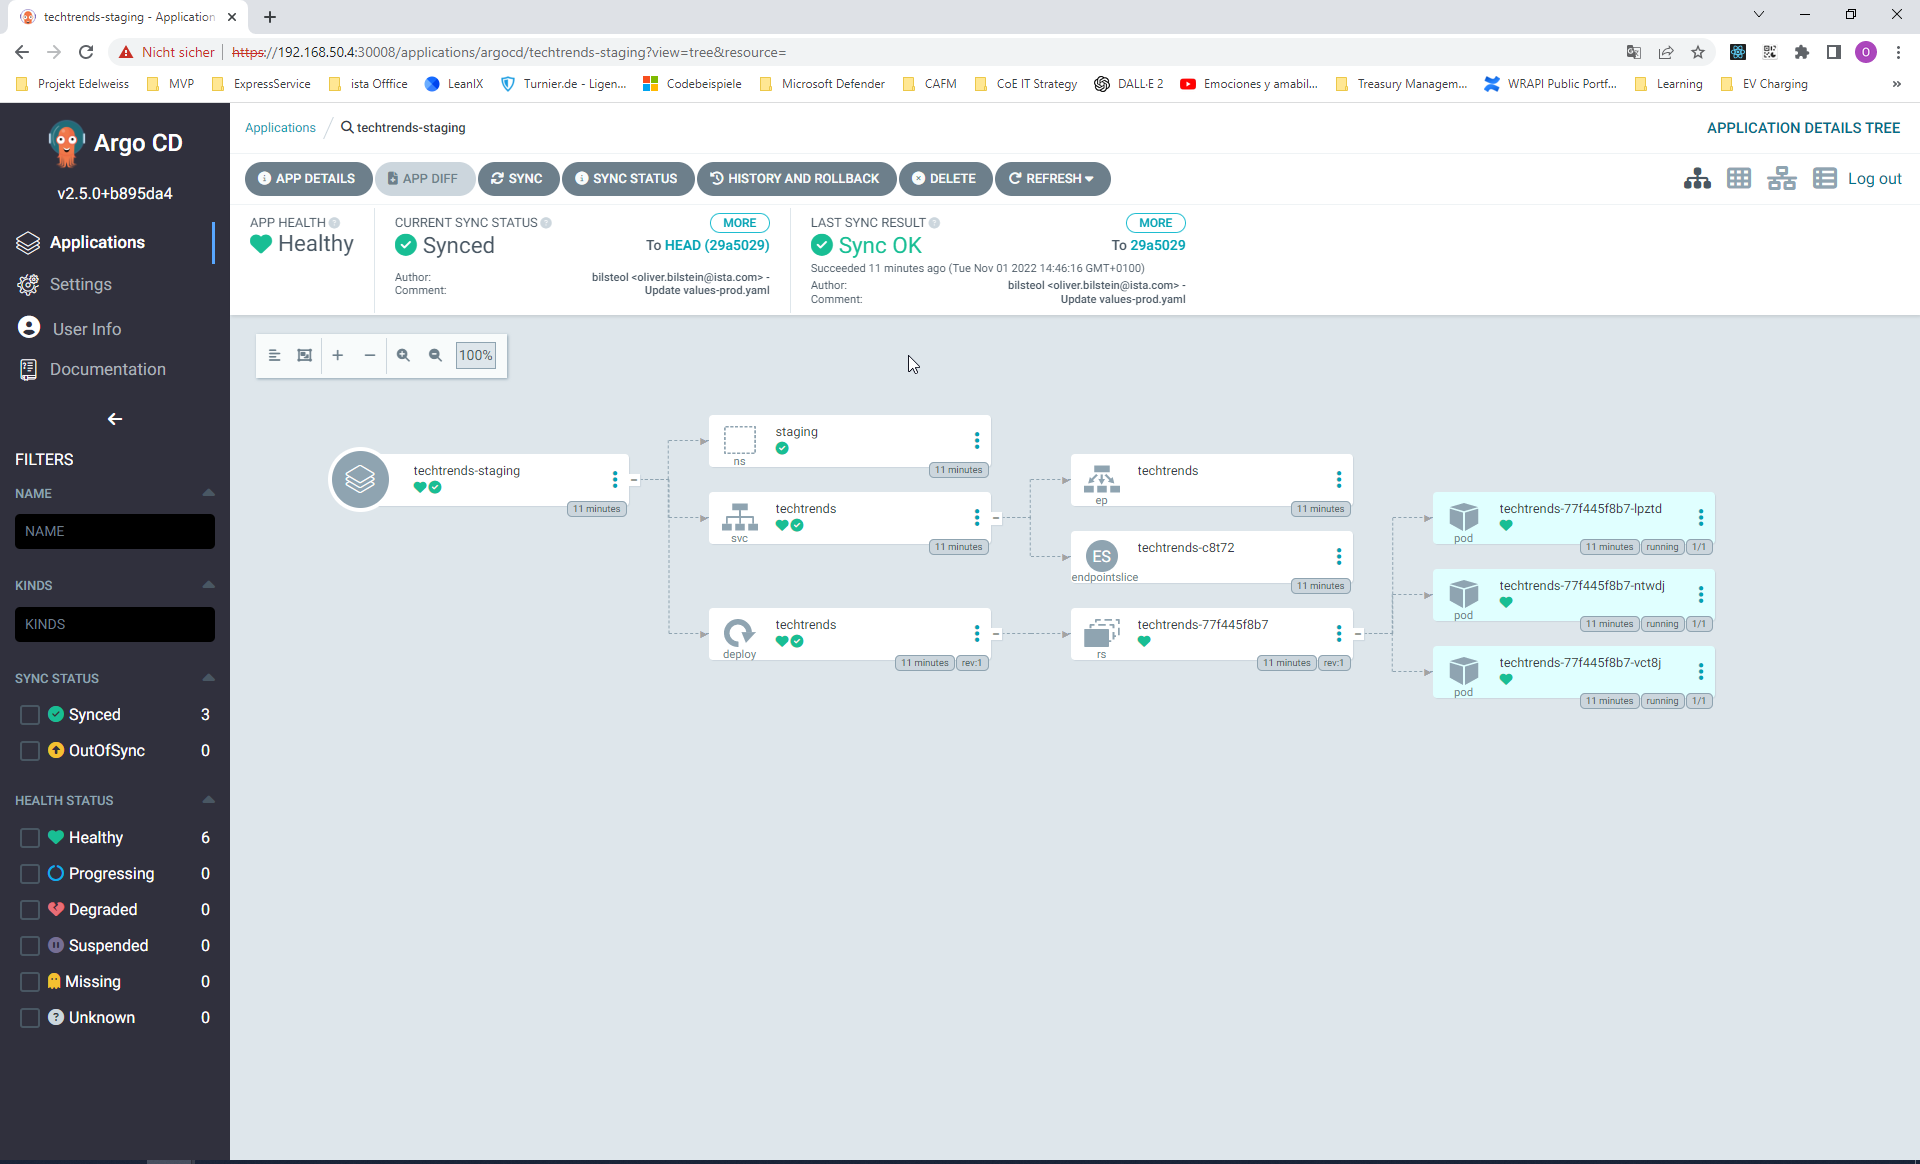 techtrends-staging - Application
Nicht sicher
https://192.168.50.4:30008/applications/argocd/techtrends-staging?view=tree&resource=
O
Projekt Edelweiss
MVP
ExpressService
ista Offfice
LeanIX
Turnier.de - Ligen...
Codebeispiele
Microsoft Defender
CAFM
CoE IT Strategy
DALL·E 2
Emociones y amabil...
Treasury Managem...
WRAPI Public Portf...
Learning
EV Charging
»
Argo CD
v2.5.0+b895da4
Applications
Settings
User Info
Documentation
FILTERS
NAME
NAME
KINDS
KINDS
SYNC STATUS
Synced 3
OutOfSync 0
HEALTH STATUS
Healthy 6
Progressing 0
Degraded 0
Suspended 0
Missing 0
Unknown 0
Applications / techtrends-staging
APPLICATION DETAILS TREE
APP DETAILS
APP DIFF
SYNC
SYNC STATUS
HISTORY AND ROLLBACK
DELETE
REFRESH
Log out
APP HEALTH
Healthy
CURRENT SYNC STATUS
MORE
Synced
To HEAD (29a5029)
Author: bilsteol <oliver.bilstein@ista.com> -
Comment: Update values-prod.yaml
LAST SYNC RESULT
MORE
Sync OK
To 29a5029
Succeeded 11 minutes ago (Tue Nov 01 2022 14:46:16 GMT+0100)
Author: bilsteol <oliver.bilstein@ista.com> -
Comment: Update values-prod.yaml
100%
techtrends-staging
11 minutes
staging
ns
11 minutes
techtrends
svc
11 minutes
techtrends
deploy
11 minutes rev:1
techtrends
ep
11 minutes
ES
techtrends-c8t72
endpointslice
11 minutes
techtrends-77f445f8b7
rs
11 minutes rev:1
techtrends-77f445f8b7-lpztd
pod
11 minutes running 1/1
techtrends-77f445f8b7-ntwdj
pod
11 minutes running 1/1
techtrends-77f445f8b7-vct8j
pod
11 minutes running 1/1